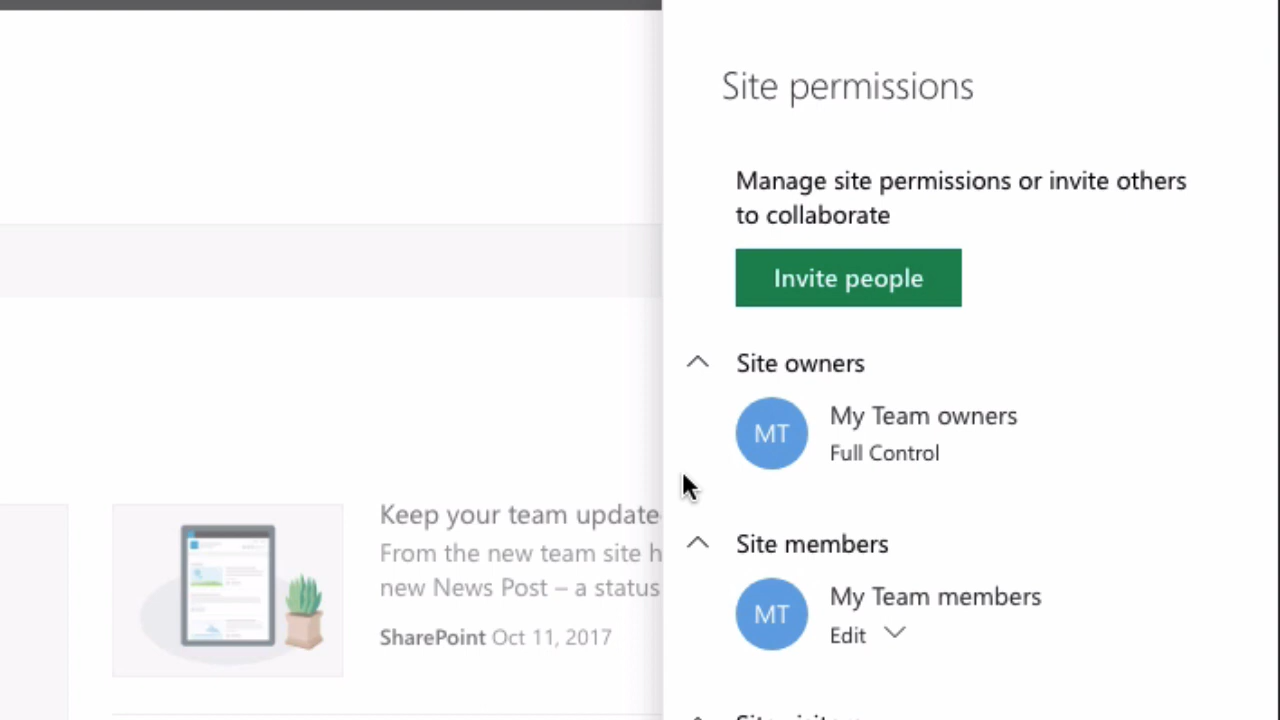 Site permissions
Manage site permissions or invite others
to collaborate
Invite people
Site owners
MT
My Team owners
Full Control
Site members
MT
My Team members
Edit
Site visitors
Keep your team update
From the new team site h
new News Post – a status
SharePoint Oct 11, 2017